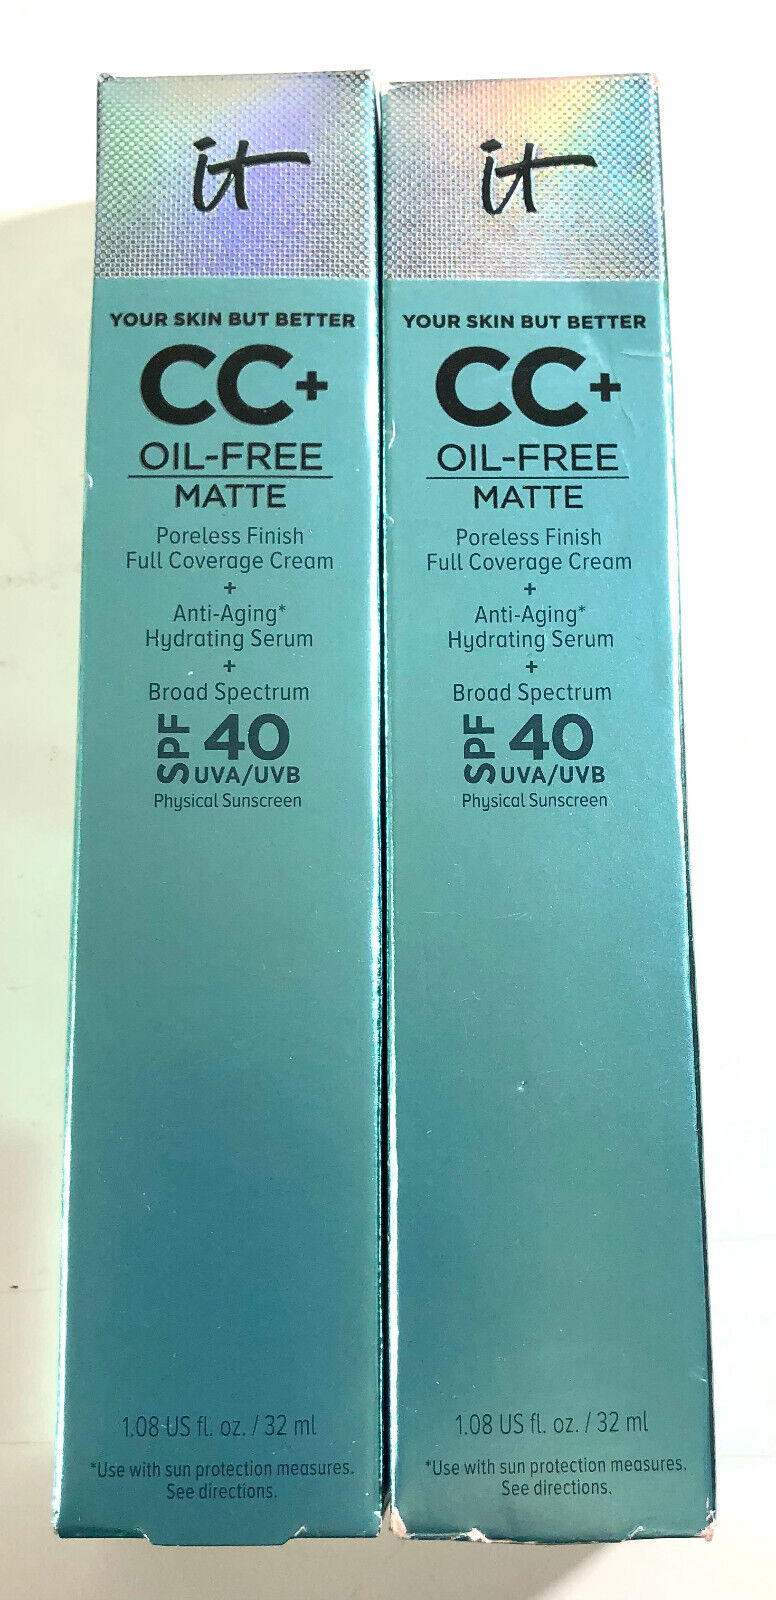 it
YOUR SKIN BUT BETTER
CC+
OIL-FREE
MATTE
Poreless Finish
Full Coverage Cream
+
Anti-Aging*
Hydrating Serum
+
Broad Spectrum
SPF 40
UVA/UVB
Physical Sunscreen
1.08 US fl. oz. / 32 ml
*Use with sun protection measures.
See directions.
it
YOUR SKIN BUT BETTER
CC+
OIL-FREE
MATTE
Poreless Finish
Full Coverage Cream
+
Anti-Aging*
Hydrating Serum
+
Broad Spectrum
SPF 40
UVA/UVB
Physical Sunscreen
1.08 US fl. oz. / 32 ml
*Use with sun protection measures.
See directions.